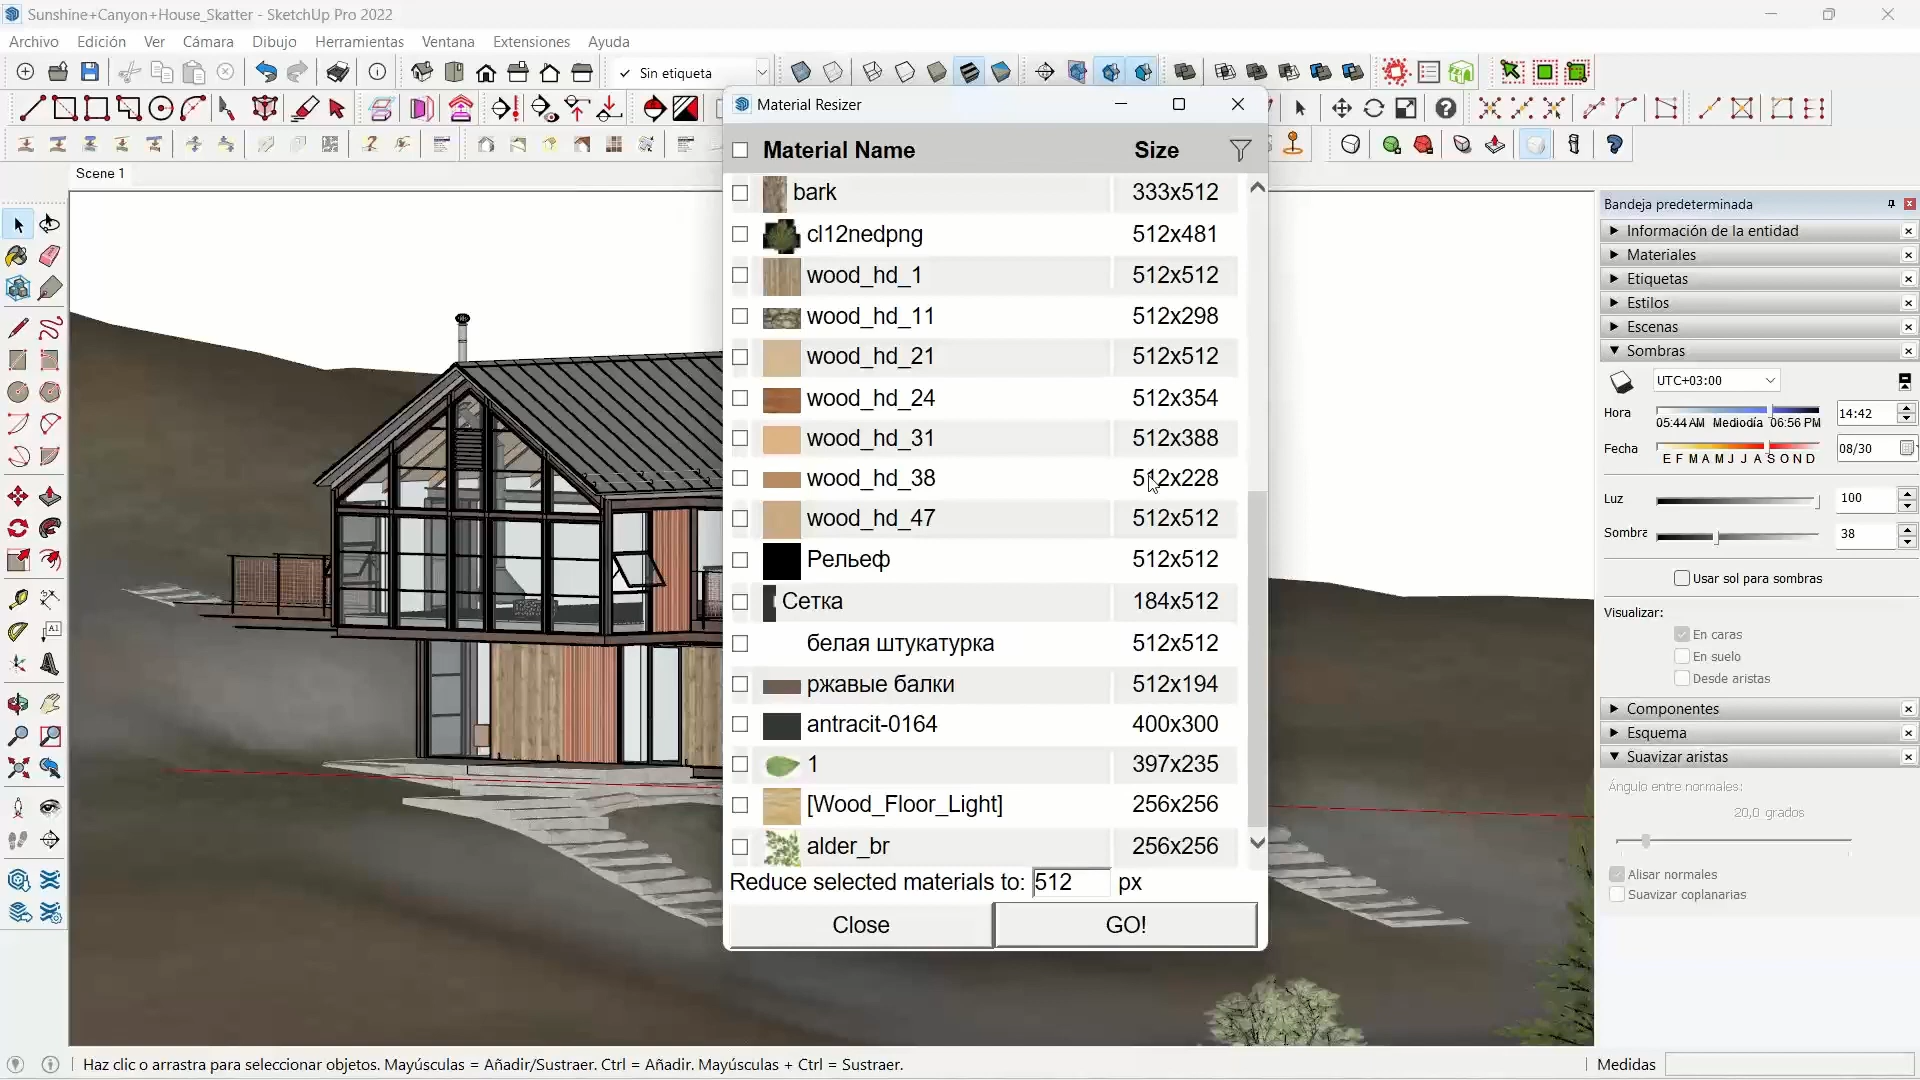 Sunshine+Canyon+House_Skatter - SketchUp Pro 2022
Archivo Edición Ver Cámara Dibujo Herramientas Ventana Extensiones Ayuda
Sin etiqueta
Material Resizer
Material Name Size
bark 333x512
cl12nedpng 512x481
wood_hd_1 512x512
wood_hd_11 512x298
wood_hd_21 512x512
wood_hd_24 512x354
wood_hd_31 512x388
wood_hd_38 512x228
wood_hd_47 512x512
Рельеф 512x512
Сетка 184x512
белая штукатурка 512x512
ржавые балки 512x194
antracit-0164 400x300
1 397x235
[Wood_Floor_Light] 256x256
alder_br 256x256
Reduce selected materials to: 512 px
Close GO!
Scene 1
Bandeja predeterminada
Información de la entidad
Materiales
Etiquetas
Estilos
Escenas
Sombras
UTC+03:00
Hora 14:42
05:44 AM Mediodía 06:56 PM
Fecha 08/30
E F M A M J J A S O N D
Luz 100
Sombra 38
Usar sol para sombras
Visualizar:
En caras
En suelo
Desde aristas
Componentes
Esquema
Suavizar aristas
Ángulo entre normales:
20,0 grados
Alisar normales
Suavizar coplanarias
Haz clic o arrastra para seleccionar objetos. Mayúsculas = Añadir/Sustraer. Ctrl = Añadir. Mayúsculas + Ctrl = Sustraer.
Medidas